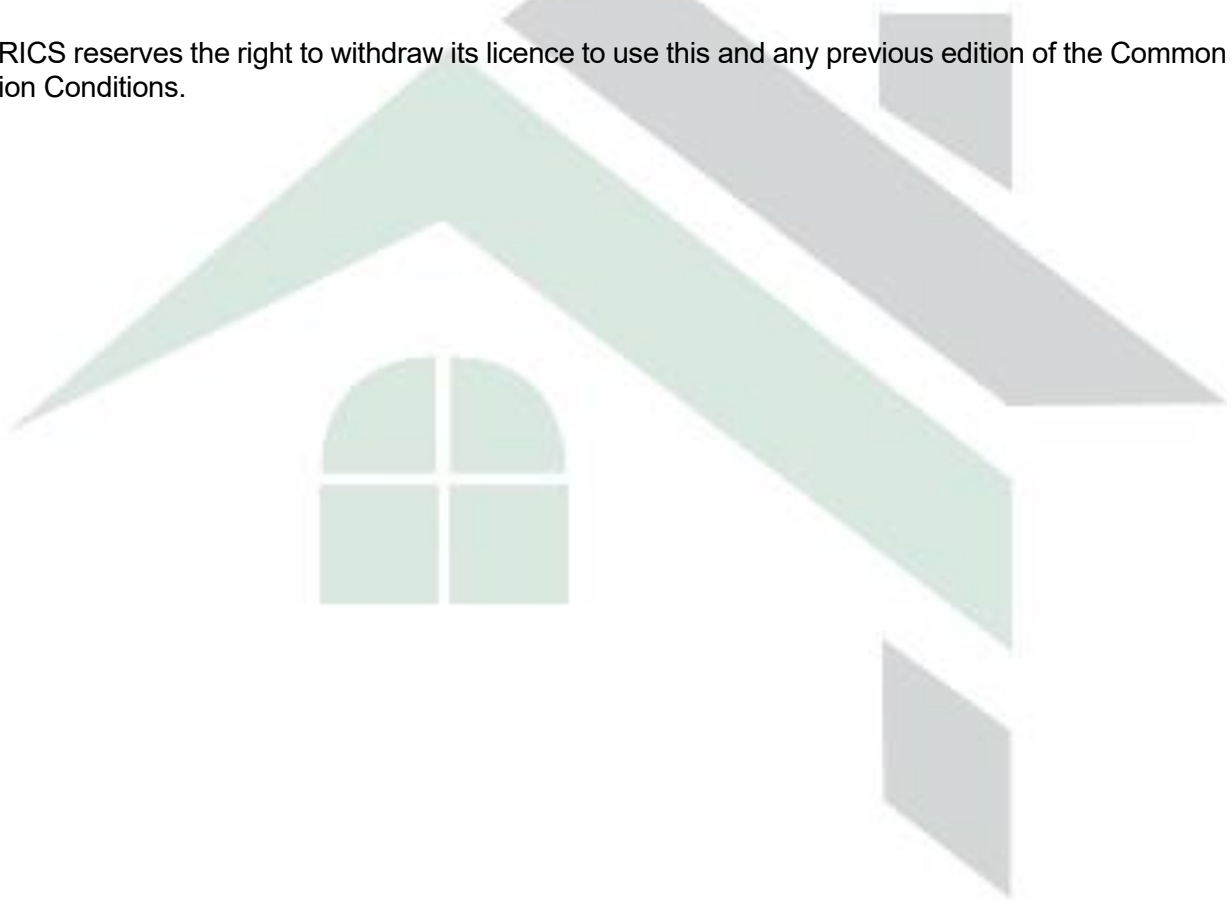 RICS reserves the right to withdraw its licence to use this and any previous edition of the Common
ion Conditions.